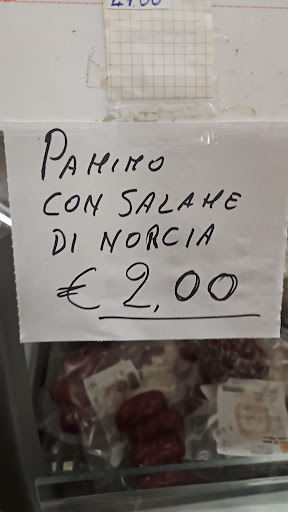 PANINO
CON SALAME
DI NORCIA
€ 2,00